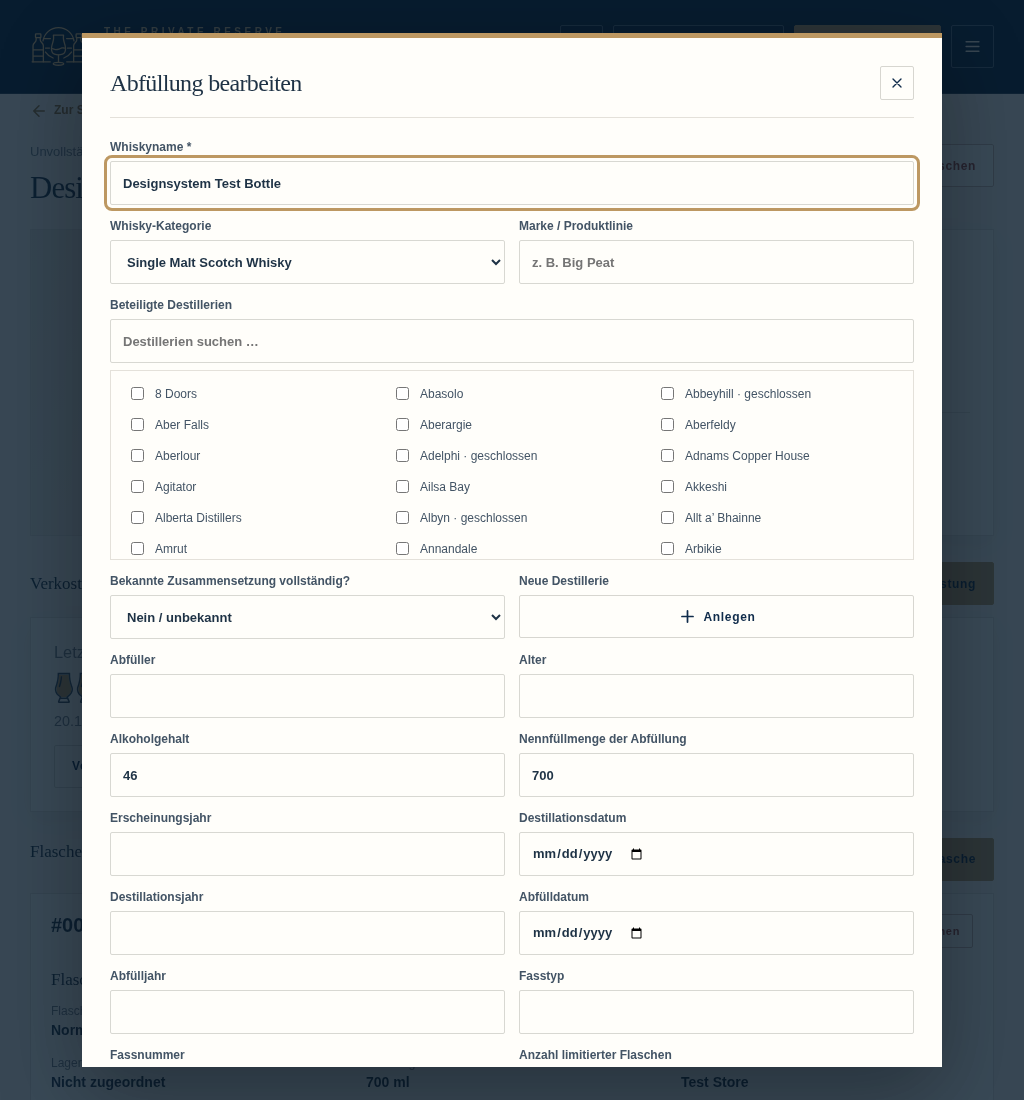 THE PRIVATE RESERVE
Abfüllung bearbeiten
Whiskyname *
Designsystem Test Bottle
Whisky-Kategorie Marke / Produktlinie
Single Malt Scotch Whisky z. B. Big Peat
Beteiligte Destillerien
Destillerien suchen …
8 Doors Abasolo Abbeyhill · geschlossen
Aber Falls Aberargie Aberfeldy
Aberlour Adelphi · geschlossen Adnams Copper House
Agitator Ailsa Bay Akkeshi
Alberta Distillers Albyn · geschlossen Allt a’ Bhainne
Amrut Annandale Arbikie
Bekannte Zusammensetzung vollständig? Neue Destillerie
Nein / unbekannt Anlegen
Abfüller Alter
Alkoholgehalt Nennfüllmenge der Abfüllung
46 700
Erscheinungsjahr Destillationsdatum
mm/dd/yyyy
Destillationsjahr Abfülldatum
mm/dd/yyyy
Abfülljahr Fasstyp
Fassnummer Anzahl limitierter Flaschen
Nicht zugeordnet 700 ml Test Store